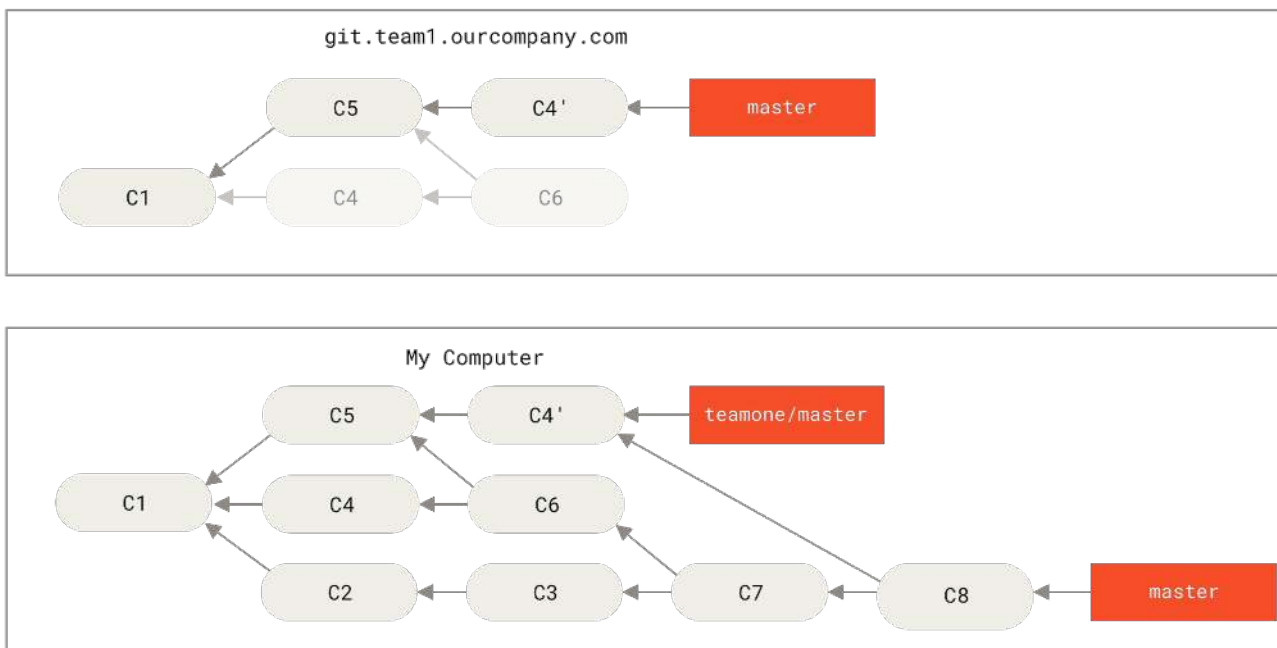 git.team1.ourcompany.com
C5
C4'
master
C1
C4
C6
My Computer
C5
C4'
teamone/master
C1
C4
C6
C2
C3
C7
C8
master